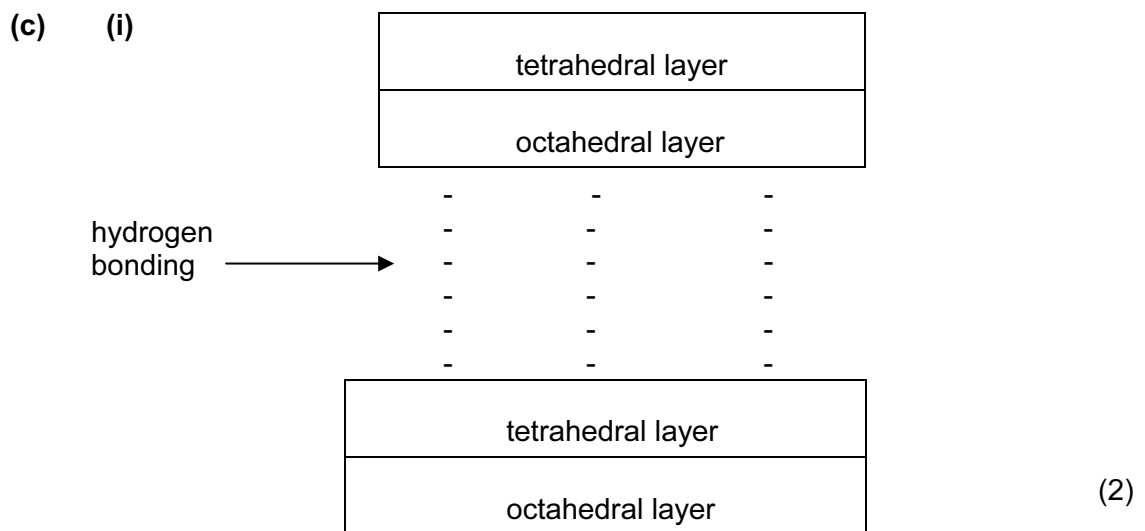 (c) (i)
tetrahedral layer
octahedral layer
- - -
- - -
hydrogen
bonding
- - -
- - -
- - -
- - -
tetrahedral layer
octahedral layer
(2)